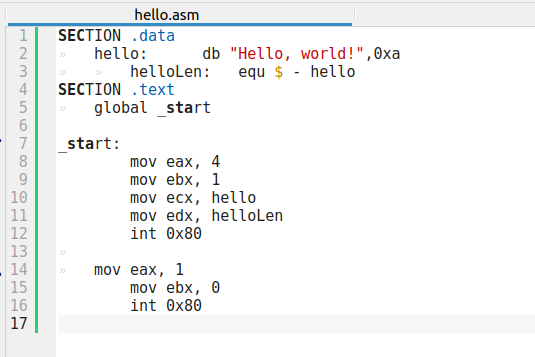 hello.asm
1 SECTION .data
2 » hello: db "Hello, world!",0xa
3 » » helloLen: equ $ - hello
4 SECTION .text
5 » global _start
6
7 _start:
8 mov eax, 4
9 mov ebx, 1
10 mov ecx, hello
11 mov edx, helloLen
12 int 0x80
13 »
14 » mov eax, 1
15 mov ebx, 0
16 int 0x80
17